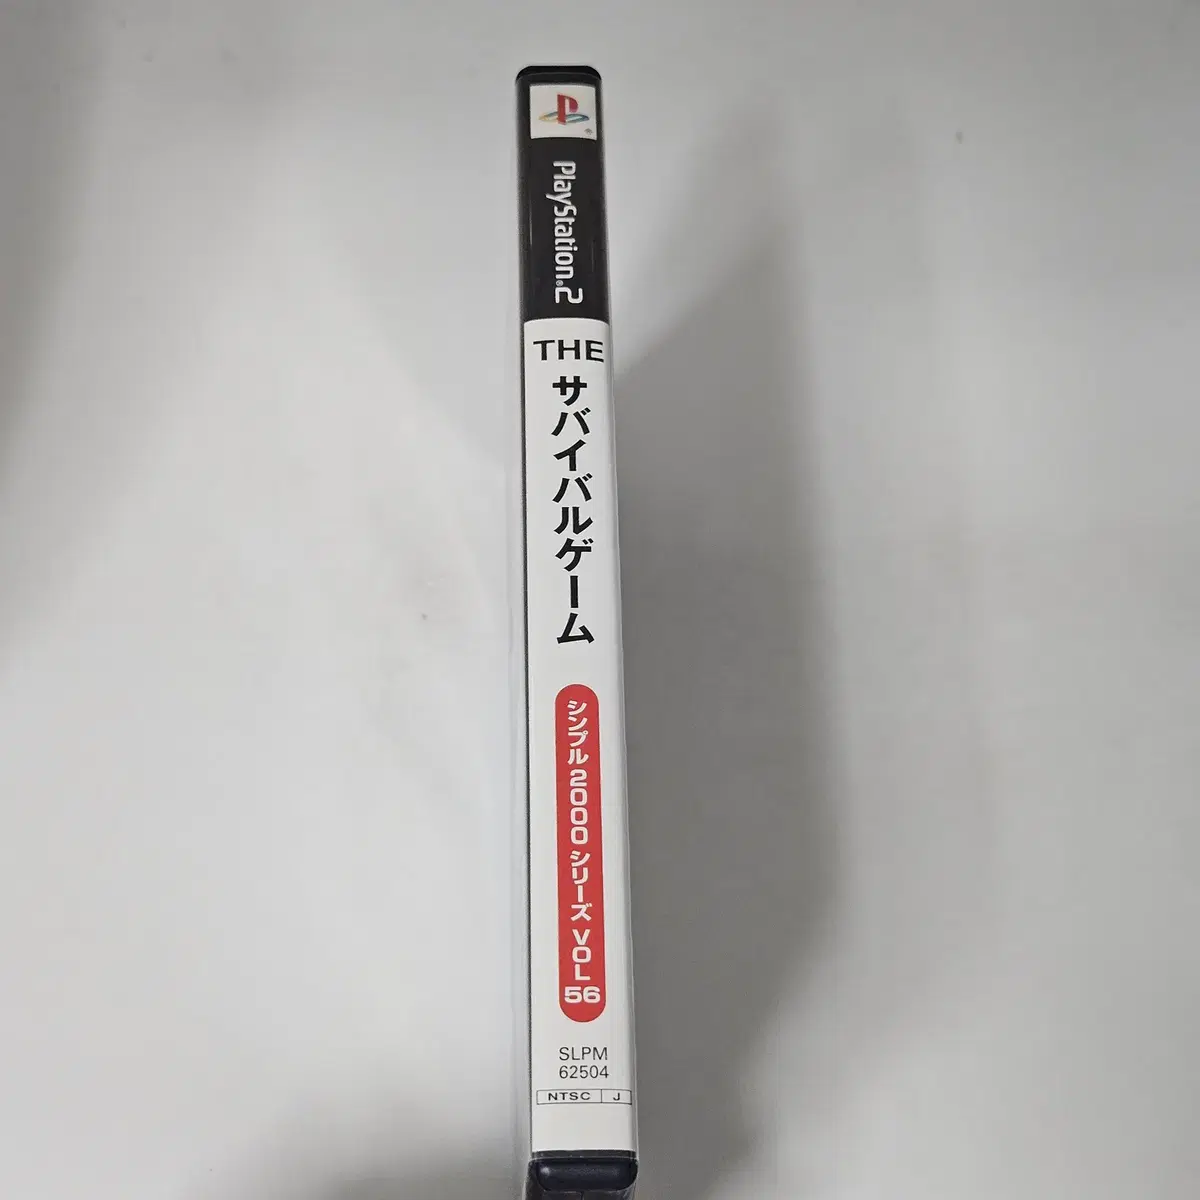 PlayStation®2
THE
サバイバルゲーム
シンプル2000シリーズ VOL 56
SLPM
62504
NTSC J